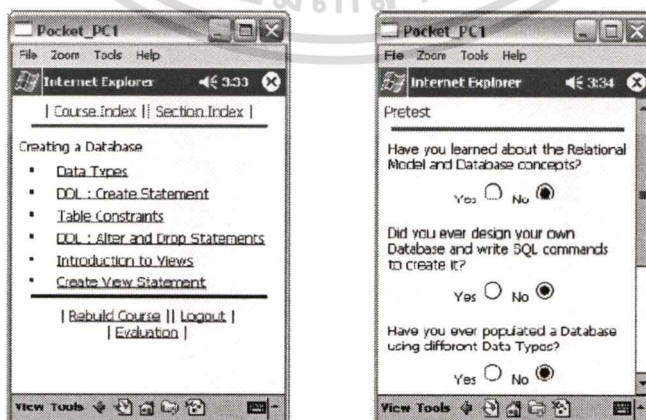 Pocket_PC1
File Zoom Tools Help
Internet Explorer 3:33
| Course Index || Section Index |
Creating a Database
Data Types
DDL : Create Statement
Table Constraints
DDL : Alter and Drop Statements
Introduction to Views
Create View Statement
| Rebuild Course || Logout |
| Evaluation |
View Tools
Pocket_PC1
File Zoom Tools Help
Internet Explorer 3:34
Pretest
Have you learned about the Relational
Model and Database concepts?
Yes No
Did you ever design your own
Database and write SQL commands
to create it?
Yes No
Have you ever populated a Database
using different Data Types?
Yes No
View Tools